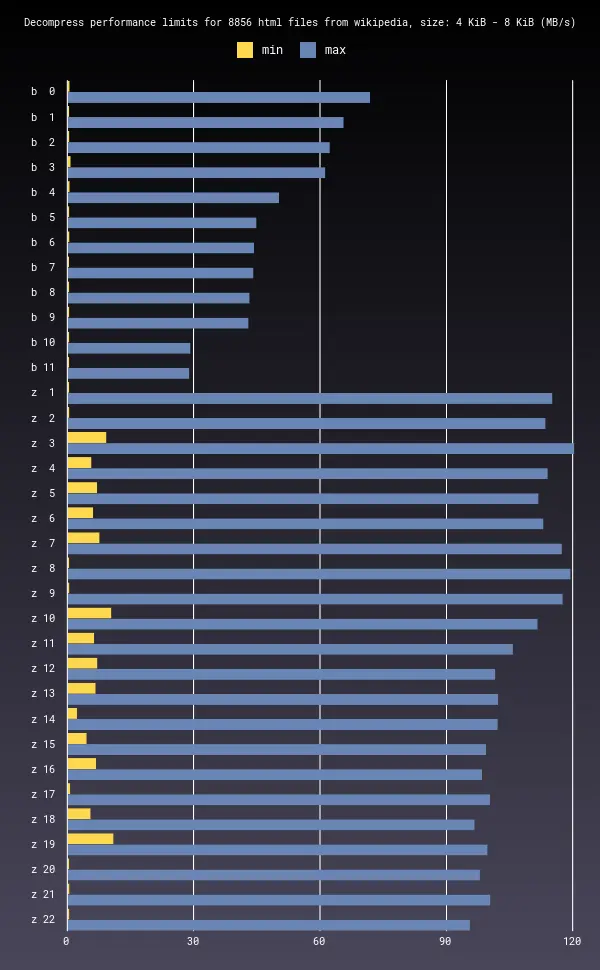 Decompress performance limits for 8856 html files from wikipedia, size: 4 KiB - 8 KiB (MB/s)
min max
b 0
b 1
b 2
b 3
b 4
b 5
b 6
b 7
b 8
b 9
b 10
b 11
z 1
z 2
z 3
z 4
z 5
z 6
z 7
z 8
z 9
z 10
z 11
z 12
z 13
z 14
z 15
z 16
z 17
z 18
z 19
z 20
z 21
z 22
0 30 60 90 120